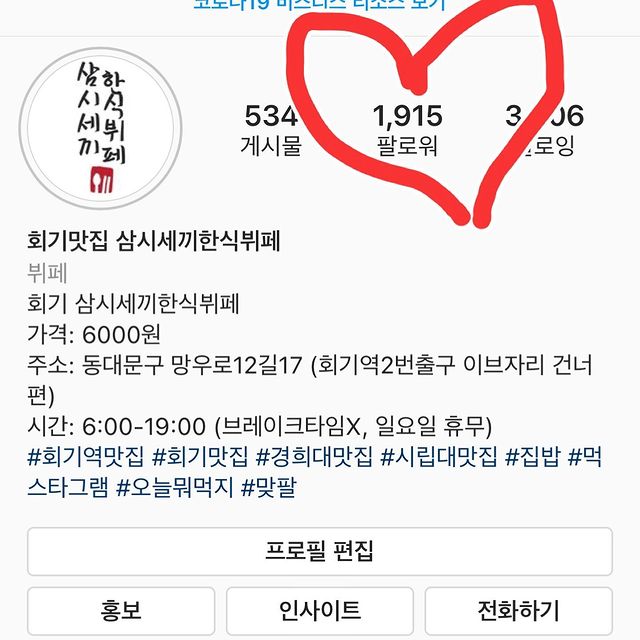 코로나19 비즈니스 리소스 보기
삼시세끼
한식뷔페
534 1,915
게시물 팔로워
회기맛집 삼시세끼한식뷔페
뷔페
회기 삼시세끼한식뷔페
가격: 6000원
주소: 동대문구 망우로12길17 (회기역2번출구 이브자리 건너
편)
시간: 6:00-19:00 (브레이크타임X, 일요일 휴무)
#회기역맛집 #회기맛집 #경희대맛집 #시립대맛집 #집밥 #먹
스타그램 #오늘뭐먹지 #맞팔
프로필 편집
홍보 인사이트 전화하기